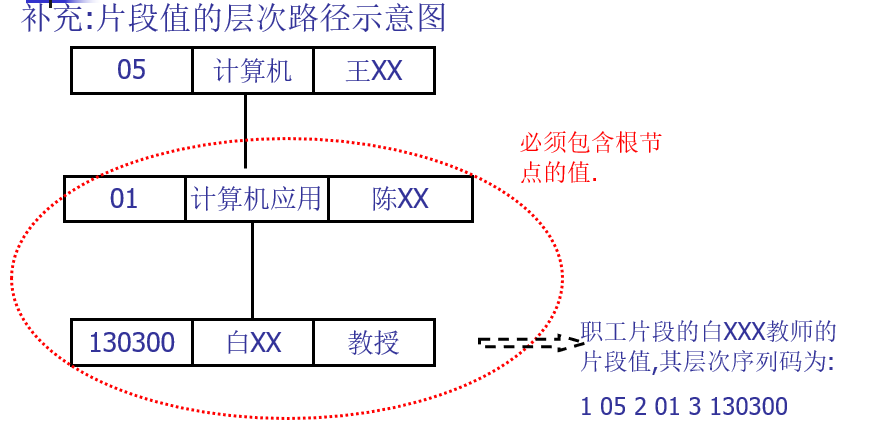 补充:片段值的层次路径示意图
05 计算机 王XX
必须包含根节
点的值.
01 计算机应用 陈XX
130300 白XX 教授
职工片段的白XXX教师的
片段值,其层次序列码为:
1 05 2 01 3 130300